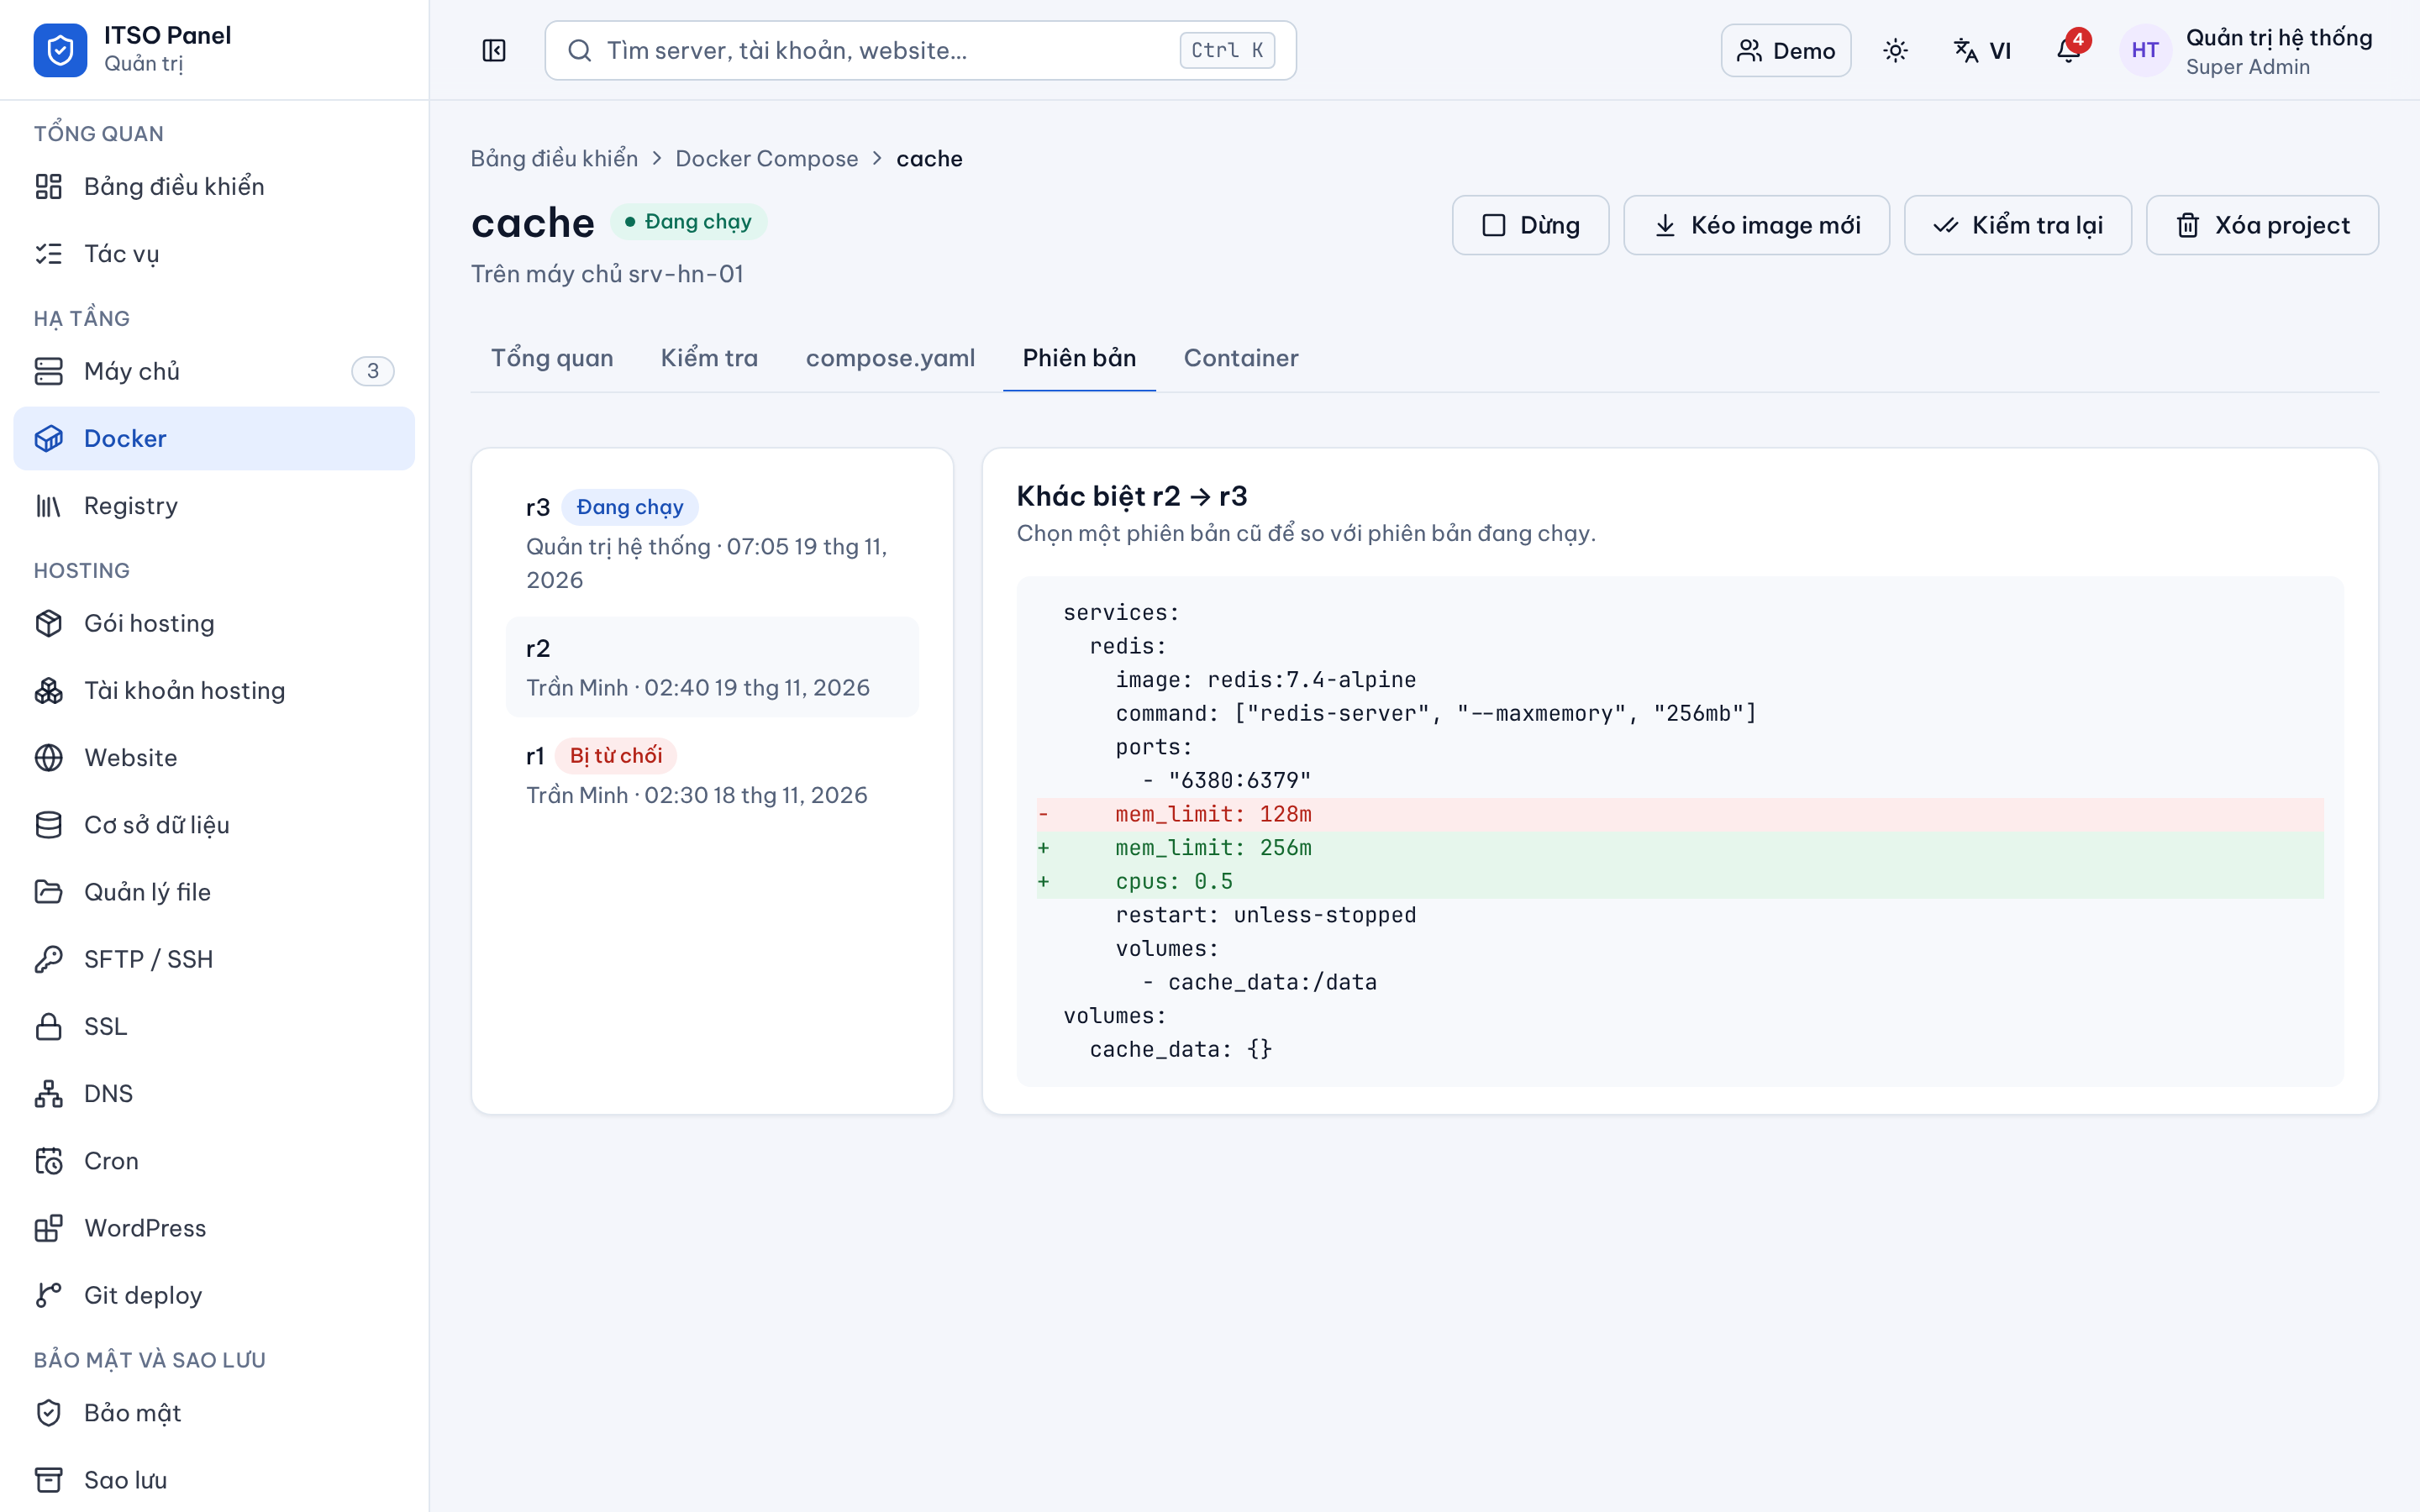 ITSO Panel
Quản trị
TỔNG QUAN
Bảng điều khiển
Tác vụ
HẠ TẦNG
Máy chủ 3
Docker
Registry
HOSTING
Gói hosting
Tài khoản hosting
Website
Cơ sở dữ liệu
Quản lý file
SFTP / SSH
SSL
DNS
Cron
WordPress
Git deploy
BẢO MẬT VÀ SAO LƯU
Bảo mật
Sao lưu
Tìm server, tài khoản, website... Ctrl K
Demo
VI
4
HT
Quản trị hệ thống
Super Admin
Bảng điều khiển > Docker Compose > cache
cache Đang chạy
Trên máy chủ srv-hn-01
Dừng
Kéo image mới
Kiểm tra lại
Xóa project
Tổng quan Kiểm tra compose.yaml Phiên bản Container
r3 Đang chạy
Quản trị hệ thống · 07:05 19 thg 11,
2026
r2
Trần Minh · 02:40 19 thg 11, 2026
r1 Bị từ chối
Trần Minh · 02:30 18 thg 11, 2026
Khác biệt r2 → r3
Chọn một phiên bản cũ để so với phiên bản đang chạy.
services:
redis:
image: redis:7.4-alpine
command: ["redis-server", "--maxmemory", "256mb"]
ports:
- "6380:6379"
- mem_limit: 128m
+ mem_limit: 256m
+ cpus: 0.5
restart: unless-stopped
volumes:
- cache_data:/data
volumes:
cache_data: {}